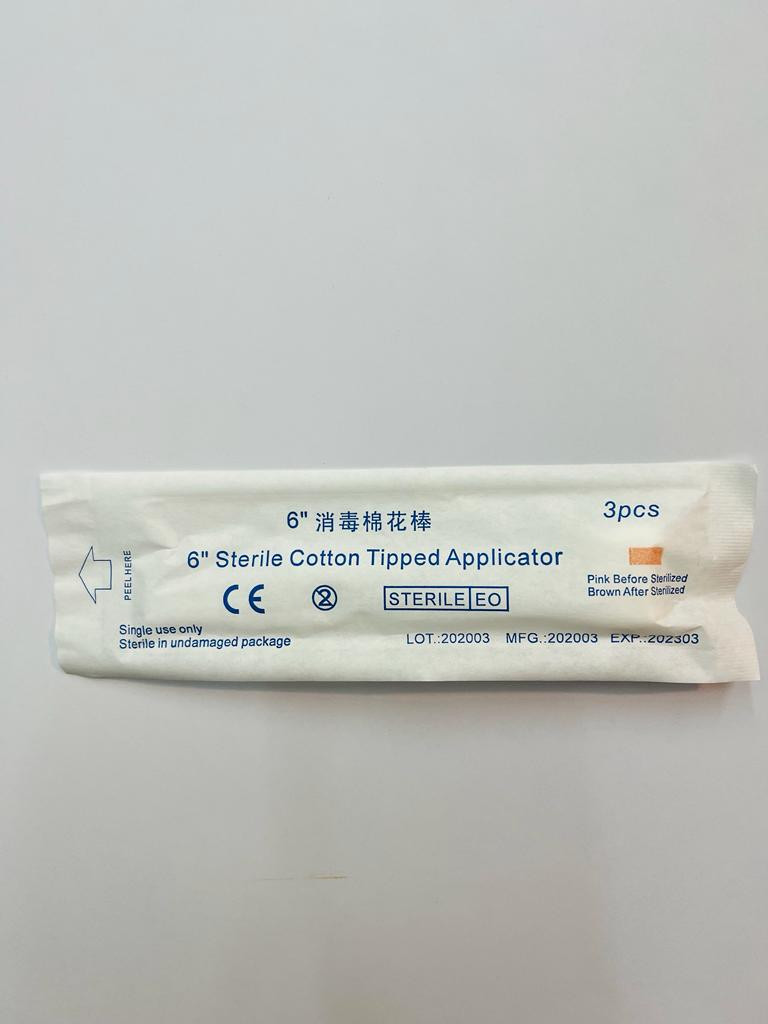 6" 消毒棉花棒
3pcs
6" Sterile Cotton Tipped Applicator
PEEL HERE
CE
2
STERILE EO
Pink Before Sterilized
Brown After Sterilized
Single use only
Sterile in undamaged package
LOT.:202003 MFG.:202003 EXP.:202303